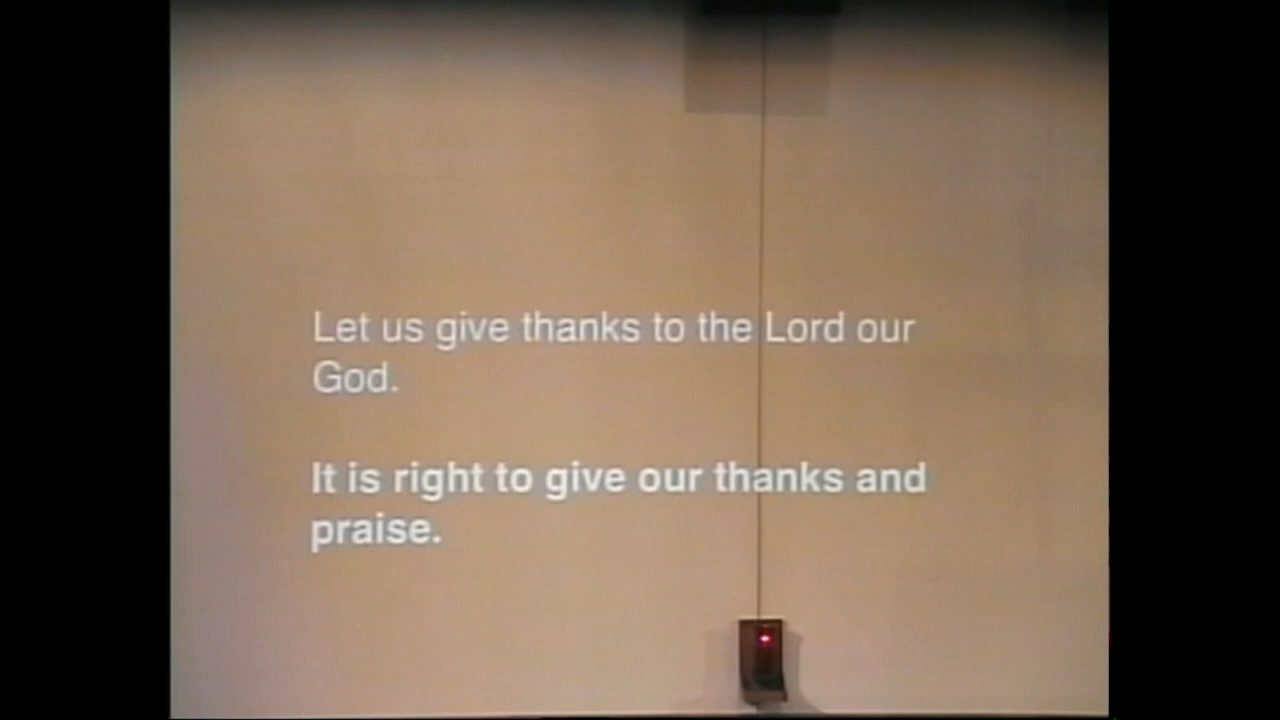 Let us give thanks to the Lord our
God.
It is right to give our thanks and
praise.